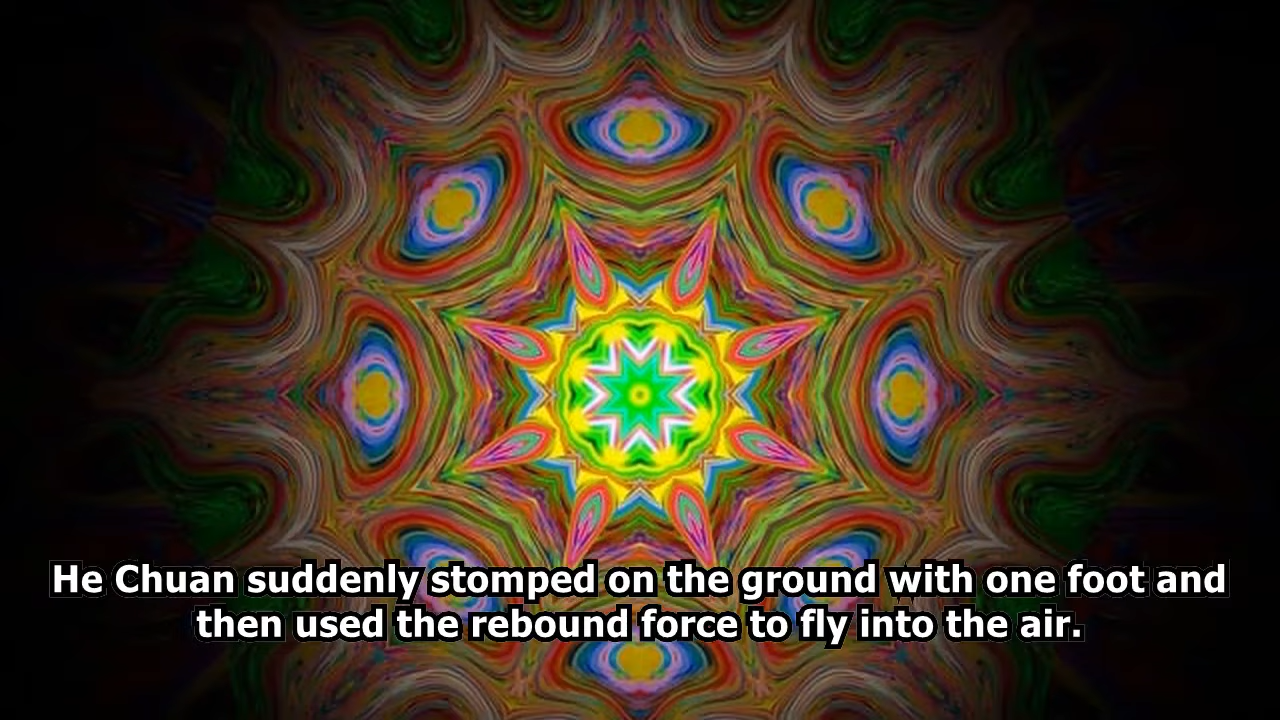 He Chuan suddenly stomped on the ground with one foot and
then used the rebound force to fly into the air.